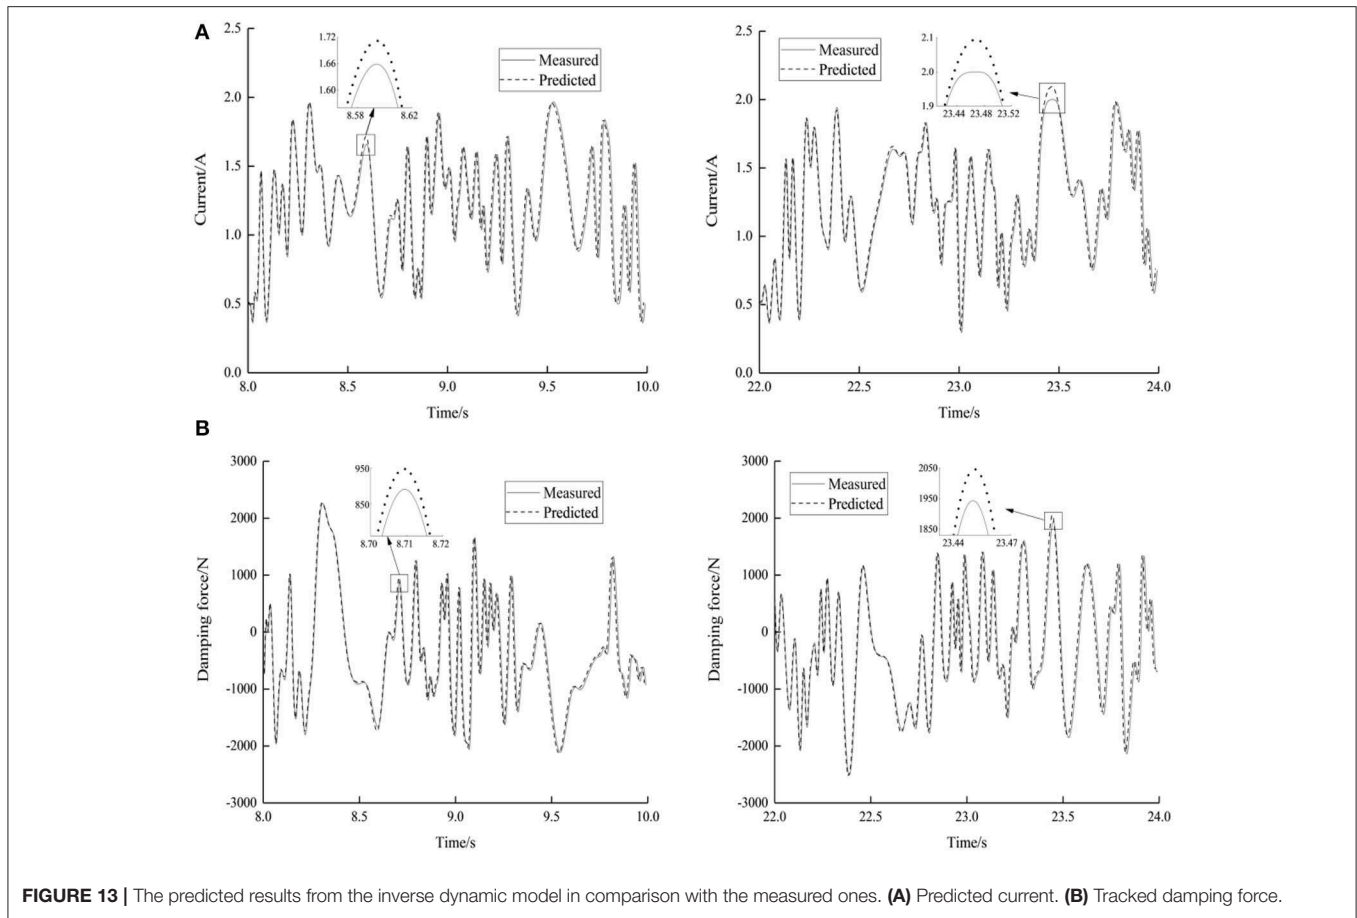 A
2.5
2.0
1.5
1.0
0.5
0.0
Current/A
1.72
1.66
1.60
8.58 8.62
Measured
Predicted
8.0 8.5 9.0 9.5 10.0
Time/s
2.5
2.0
1.5
1.0
0.5
0.0
Current/A
Measured
Predicted
2.1
2.0
1.9
23.44 23.48 23.52
22.0 22.5 23.0 23.5 24.0
Time/s
B
3000
2000
1000
0
-1000
-2000
-3000
Damping force/N
950
850
8.70 8.71 8.72
Measured
Predicted
8.0 8.5 9.0 9.5 10.0
Time/s
3000
2000
1000
0
-1000
-2000
-3000
Damping force/N
Measured
Predicted
2050
1950
1850
23.44 23.47
22.0 22.5 23.0 23.5 24.0
Time/s
FIGURE 13 | The predicted results from the inverse dynamic model in comparison with the measured ones. (A) Predicted current. (B) Tracked damping force.